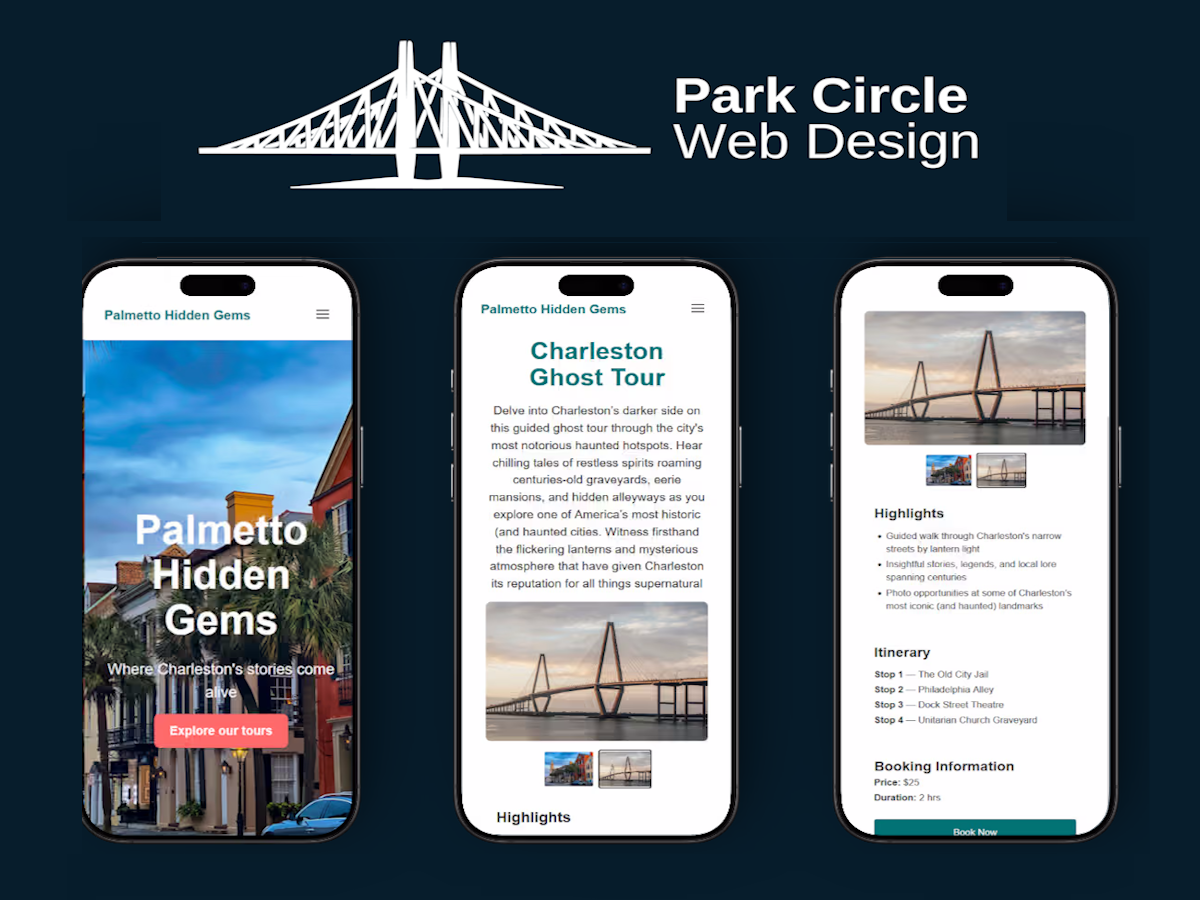 Park Circle
Web Design
Palmetto Hidden Gems
Palmetto
Hidden
Gems
Where Charleston's stories come
alive
Explore our tours
Palmetto Hidden Gems
Charleston
Ghost Tour
Delve into Charleston's darker side on
this guided ghost tour through the city's
most notorious haunted hotspots. Hear
chilling tales of restless spirits roaming
centuries-old graveyards, eerie
mansions, and hidden alleyways as you
explore one of America's most historic
(and haunted cities. Witness firsthand
the flickering lanterns and mysterious
atmosphere that have given Charleston
its reputation for all things supernatural
Highlights
Highlights
• Guided walk through Charleston's narrow
streets by lantern light
• Insightful stories, legends, and local lore
spanning centuries
• Photo opportunities at some of Charleston's
most iconic (and haunted) landmarks
Itinerary
Stop 1 — The Old City Jail
Stop 2 — Philadelphia Alley
Stop 3 — Dock Street Theatre
Stop 4 — Unitarian Church Graveyard
Booking Information
Price: $25
Duration: 2 hrs
Book Now